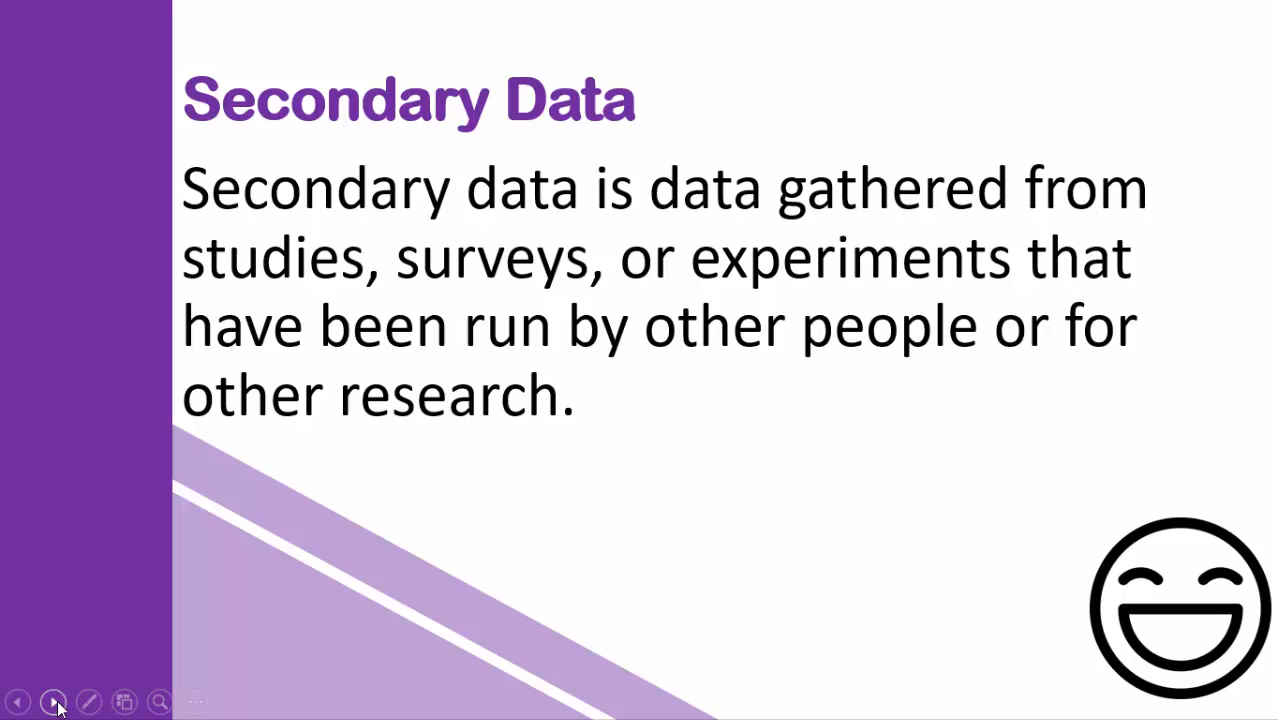 Secondary Data
Secondary data is data gathered from
studies, surveys, or experiments that
have been run by other people or for
other research.